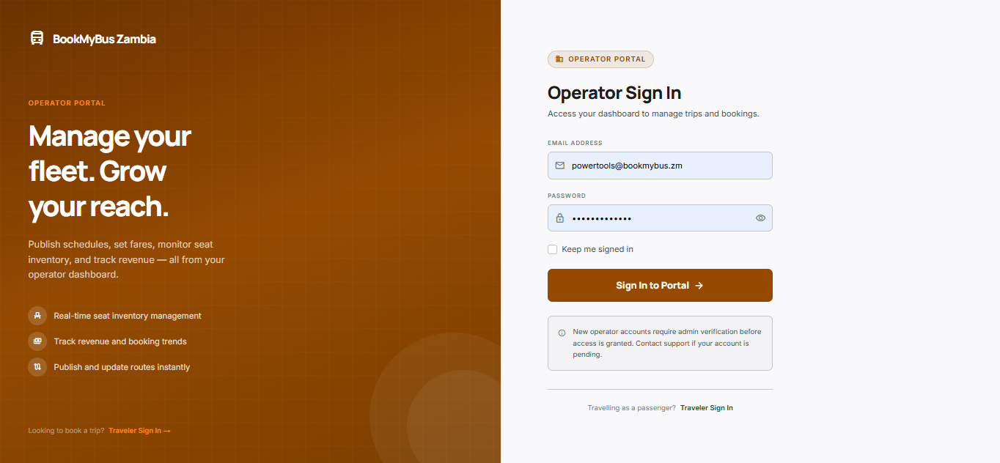 BookMyBus Zambia
OPERATOR PORTAL
Manage your
fleet. Grow
your reach.
Publish schedules, set fares, monitor seat
inventory, and track revenue — all from your
operator dashboard.
Real-time seat inventory management
Track revenue and booking trends
Publish and update routes instantly
Looking to book a trip? Traveler Sign In →
OPERATOR PORTAL
Operator Sign In
Access your dashboard to manage trips and bookings.
EMAIL ADDRESS
powertools@bookmybus.zm
PASSWORD
•••••••••••••
Keep me signed in
Sign In to Portal →
New operator accounts require admin verification before
access is granted. Contact support if your account is
pending.
Travelling as a passenger? Traveler Sign In